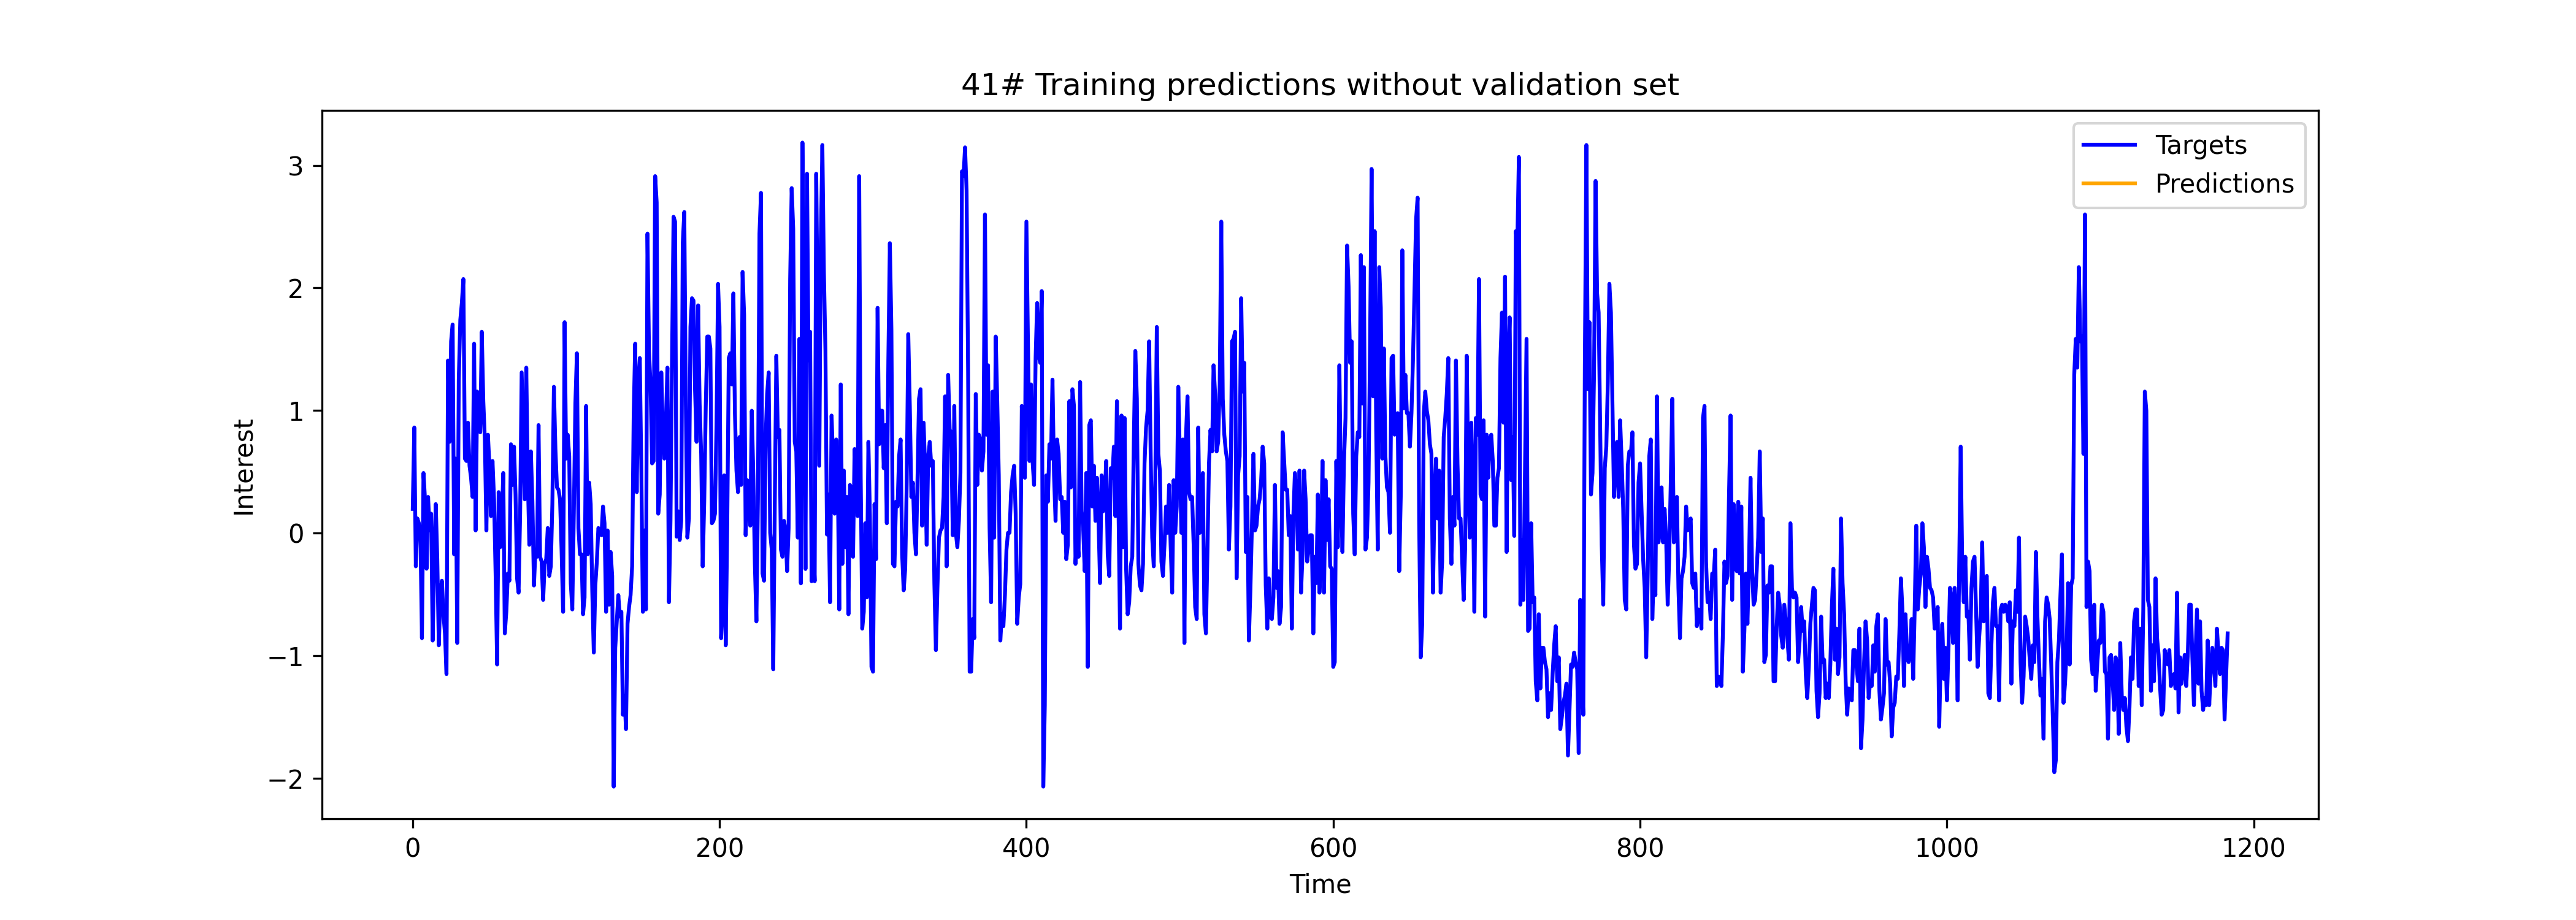 41# Training predictions without validation set
Targets
Predictions
3
2
1
0
−1
−2
Interest
0
200
400
600
800
1000
1200
Time